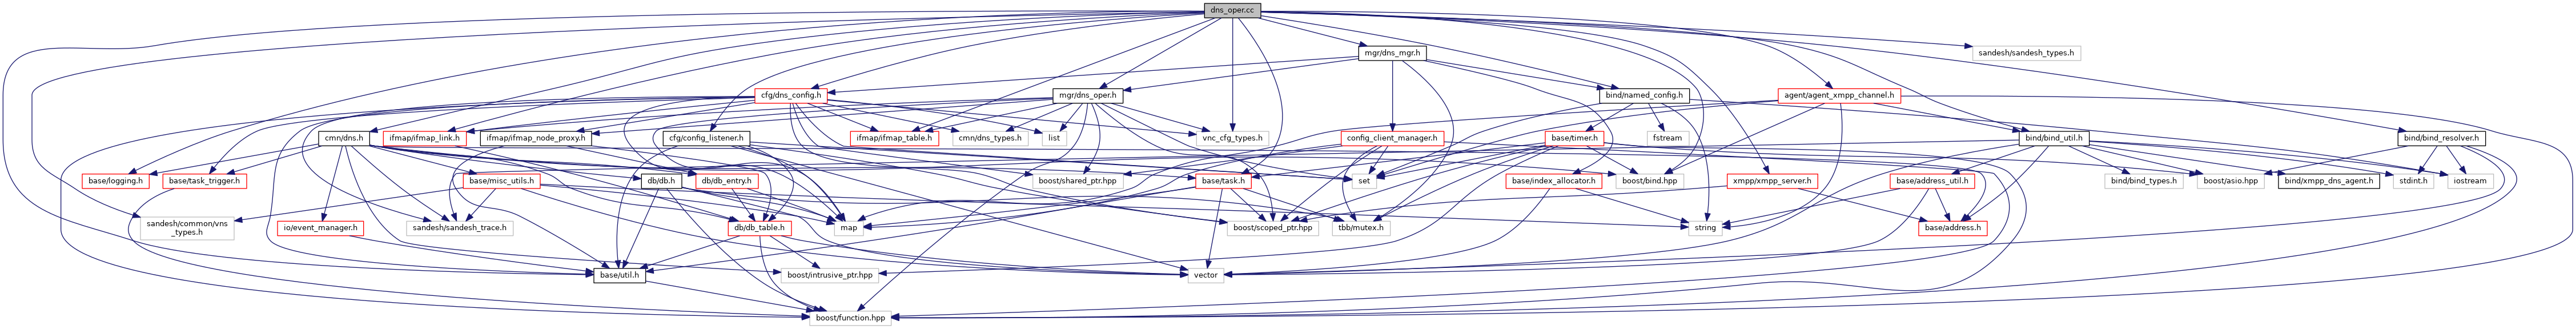 dns_oper.cc
mgr/dns_mgr.h
sandesh/sandesh_types.h
cfg/dns_config.h
mgr/dns_oper.h
bind/named_config.h
agent/agent_xmpp_channel.h
cmn/dns.h
ifmap/ifmap_link.h
ifmap/ifmap_node_proxy.h
cfg/config_listener.h
ifmap/ifmap_table.h
cmn/dns_types.h
list
vnc_cfg_types.h
config_client_manager.h
base/timer.h
fstream
bind/bind_util.h
bind/bind_resolver.h
base/logging.h
base/task_trigger.h
base/misc_utils.h
db/db.h
db/db_entry.h
boost/shared_ptr.hpp
base/task.h
set
base/index_allocator.h
boost/bind.hpp
xmpp/xmpp_server.h
base/address_util.h
bind/bind_types.h
boost/asio.hpp
bind/xmpp_dns_agent.h
stdint.h
iostream
sandesh/common/vns
_types.h
io/event_manager.h
sandesh/sandesh_trace.h
db/db_table.h
map
boost/scoped_ptr.hpp
tbb/mutex.h
string
base/address.h
base/util.h
boost/intrusive_ptr.hpp
vector
boost/function.hpp